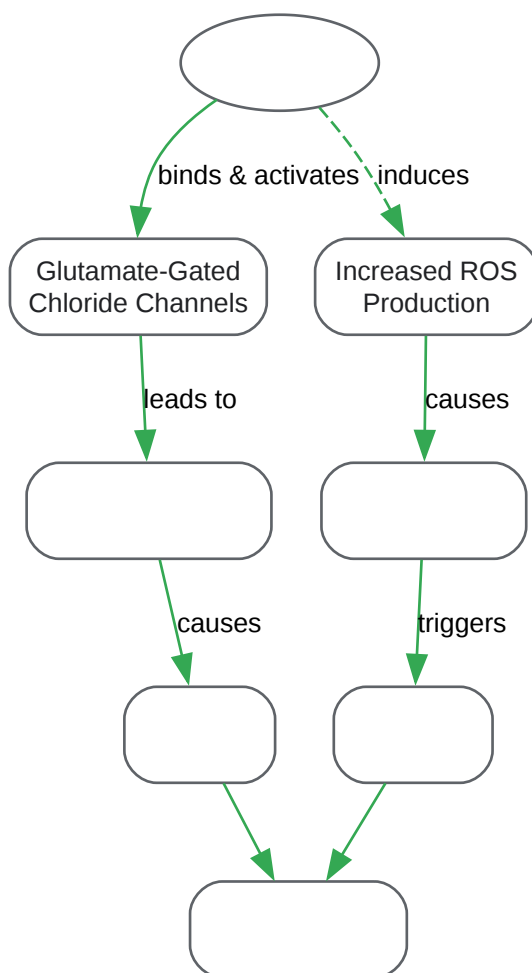 binds & activates
induces
Glutamate-Gated
Chloride Channels
Increased ROS
Production
leads to
causes
causes
triggers